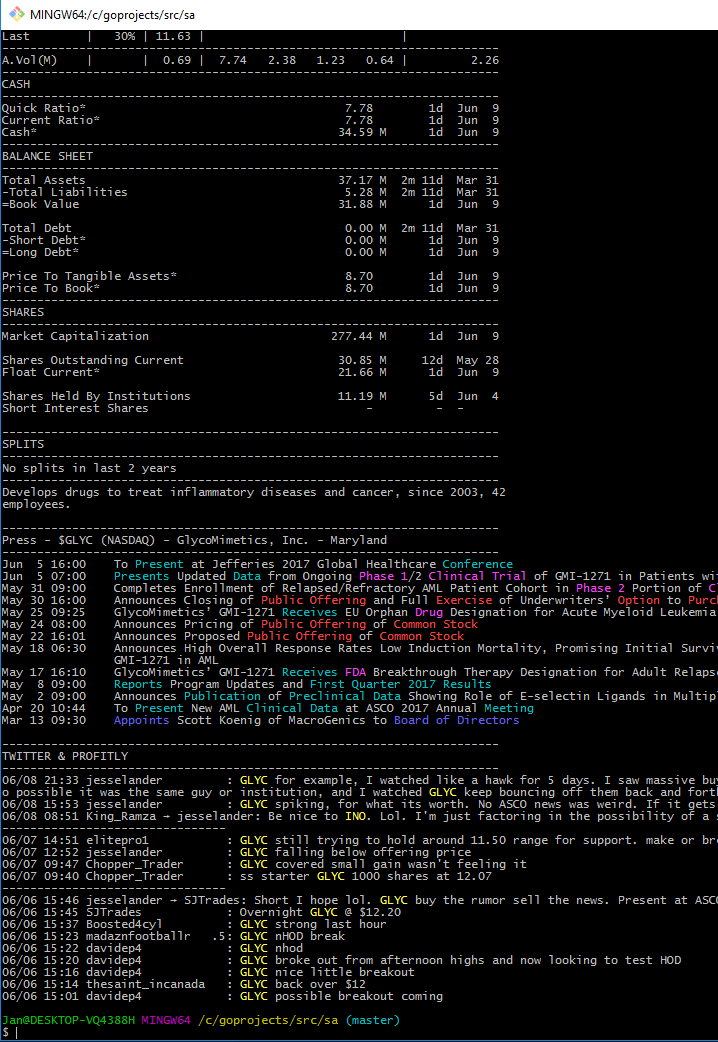 MINGW64:/c/goprojects/src/sa
Last | 30% | 11.63 | |
A.Vol(M) | | 0.69 | 7.74 2.38 1.23 0.64 | 2.26
CASH
Quick Ratio* 7.78 1d Jun 9
Current Ratio* 7.78 1d Jun 9
Cash* 34.59 M 1d Jun 9
BALANCE SHEET
Total Assets 37.17 M 2m 11d Mar 31
-Total Liabilities 5.28 M 2m 11d Mar 31
=Book Value 31.88 M 1d Jun 9
Total Debt 0.00 M 2m 11d Mar 31
-Short Debt* 0.00 M 1d Jun 9
=Long Debt* 0.00 M 1d Jun 9
Price To Tangible Assets* 8.70 1d Jun 9
Price To Book* 8.70 1d Jun 9
SHARES
Market Capitalization 277.44 M 1d Jun 9
Shares Outstanding Current 30.85 M 12d May 28
Float Current* 21.66 M 1d Jun 9
Shares Held By Institutions 11.19 M 5d Jun 4
Short Interest Shares - - -
SPLITS
No splits in last 2 years
Develops drugs to treat inflammatory diseases and cancer, since 2003, 42
employees.
Press - $GLYC (NASDAQ) - GlycoMimetics, Inc. - Maryland
Jun 5 16:00 To Present at Jefferies 2017 Global Healthcare Conference
Jun 5 07:00 Presents Updated Data from Ongoing Phase 1/2 Clinical Trial of GMI-1271 in Patients wi
May 31 09:00 Completes Enrollment of Relapsed/Refractory AML Patient Cohort in Phase 2 Portion of C
May 30 16:00 Announces Closing of Public Offering and Full Exercise of Underwriters' Option to Purc
May 25 09:25 GlycoMimetics' GMI-1271 Receives EU Orphan Drug Designation for Acute Myeloid Leukemia
May 24 08:00 Announces Pricing of Public Offering of Common Stock
May 22 16:01 Announces Proposed Public Offering of Common Stock
May 18 06:30 Announces High Overall Response Rates Low Induction Mortality, Promising Initial Survi
GMI-1271 in AML
May 17 16:10 GlycoMimetics' GMI-1271 Receives FDA Breakthrough Therapy Designation for Adult Relaps
May 8 09:00 Reports Program Updates and First Quarter 2017 Results
May 2 09:00 Announces Publication of Preclinical Data Showing Role of E-selectin Ligands in Multip
Apr 20 10:44 To Present New AML Clinical Data at ASCO 2017 Annual Meeting
Mar 13 09:30 Appoints Scott Koenig of MacroGenics to Board of Directors
TWITTER & PROFITLY
06/08 21:33 jesselander : GLYC for example, I watched like a hawk for 5 days. I saw massive buy
o possible it was the same guy or institution, and I watched GLYC keep bouncing off them back and forth
06/08 15:53 jesselander : GLYC spiking, for what its worth. No ASCO news was weird. If it gets
06/08 08:51 King_Ramza → jesselander: Be nice to INO. Lol. I'm just factoring in the possibility of a s
06/07 14:51 elitepro1 : GLYC still trying to hold around 11.50 range for support. make or br
06/07 12:52 jesselander : GLYC falling below offering price
06/07 09:47 Chopper_Trader : GLYC covered small gain wasn't feeling it
06/07 09:40 Chopper_Trader : ss starter GLYC 1000 shares at 12.07
06/06 15:46 jesselander → SJTrades: Short I hope lol. GLYC buy the rumor sell the news. Present at ASC
06/06 15:45 SJTrades : Overnight GLYC @ $12.20
06/06 15:37 Boosted4cyl : GLYC strong last hour
06/06 15:23 madaznfootballr .5: GLYC nHOD break
06/06 15:22 davidep4 : GLYC nhod
06/06 15:20 davidep4 : GLYC broke out from afternoon highs and now looking to test HOD
06/06 15:16 davidep4 : GLYC nice little breakout
06/06 15:14 thesaint_incanada : GLYC back over $12
06/06 15:01 davidep4 : GLYC possible breakout coming
Jan@DESKTOP-VQ4388H MINGW64 /c/goprojects/src/sa (master)
$